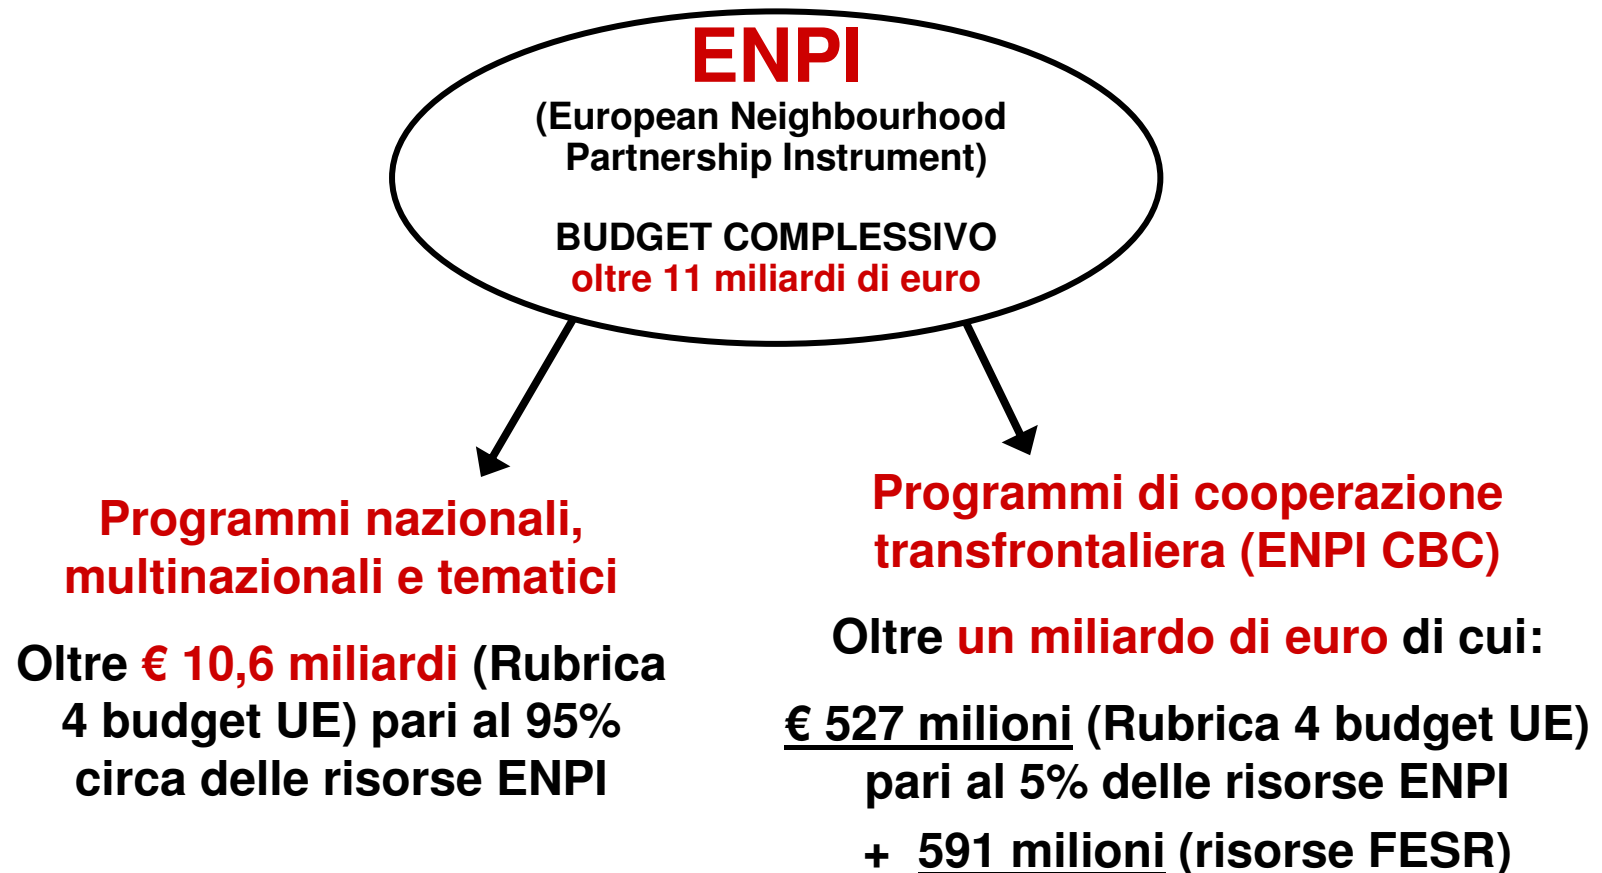 ENPI
(European Neighbourhood
Partnership Instrument)
BUDGET COMPLESSIVO
oltre 11 miliardi di euro
Programmi nazionali,
multinazionali e tematici
Oltre € 10,6 miliardi (Rubrica
4 budget UE) pari al 95%
circa delle risorse ENPI
Programmi di cooperazione
transfrontaliera (ENPI CBC)
Oltre un miliardo di euro di cui:
€ 527 milioni (Rubrica 4 budget UE)
pari al 5% delle risorse ENPI
+ 591 milioni (risorse FESR)